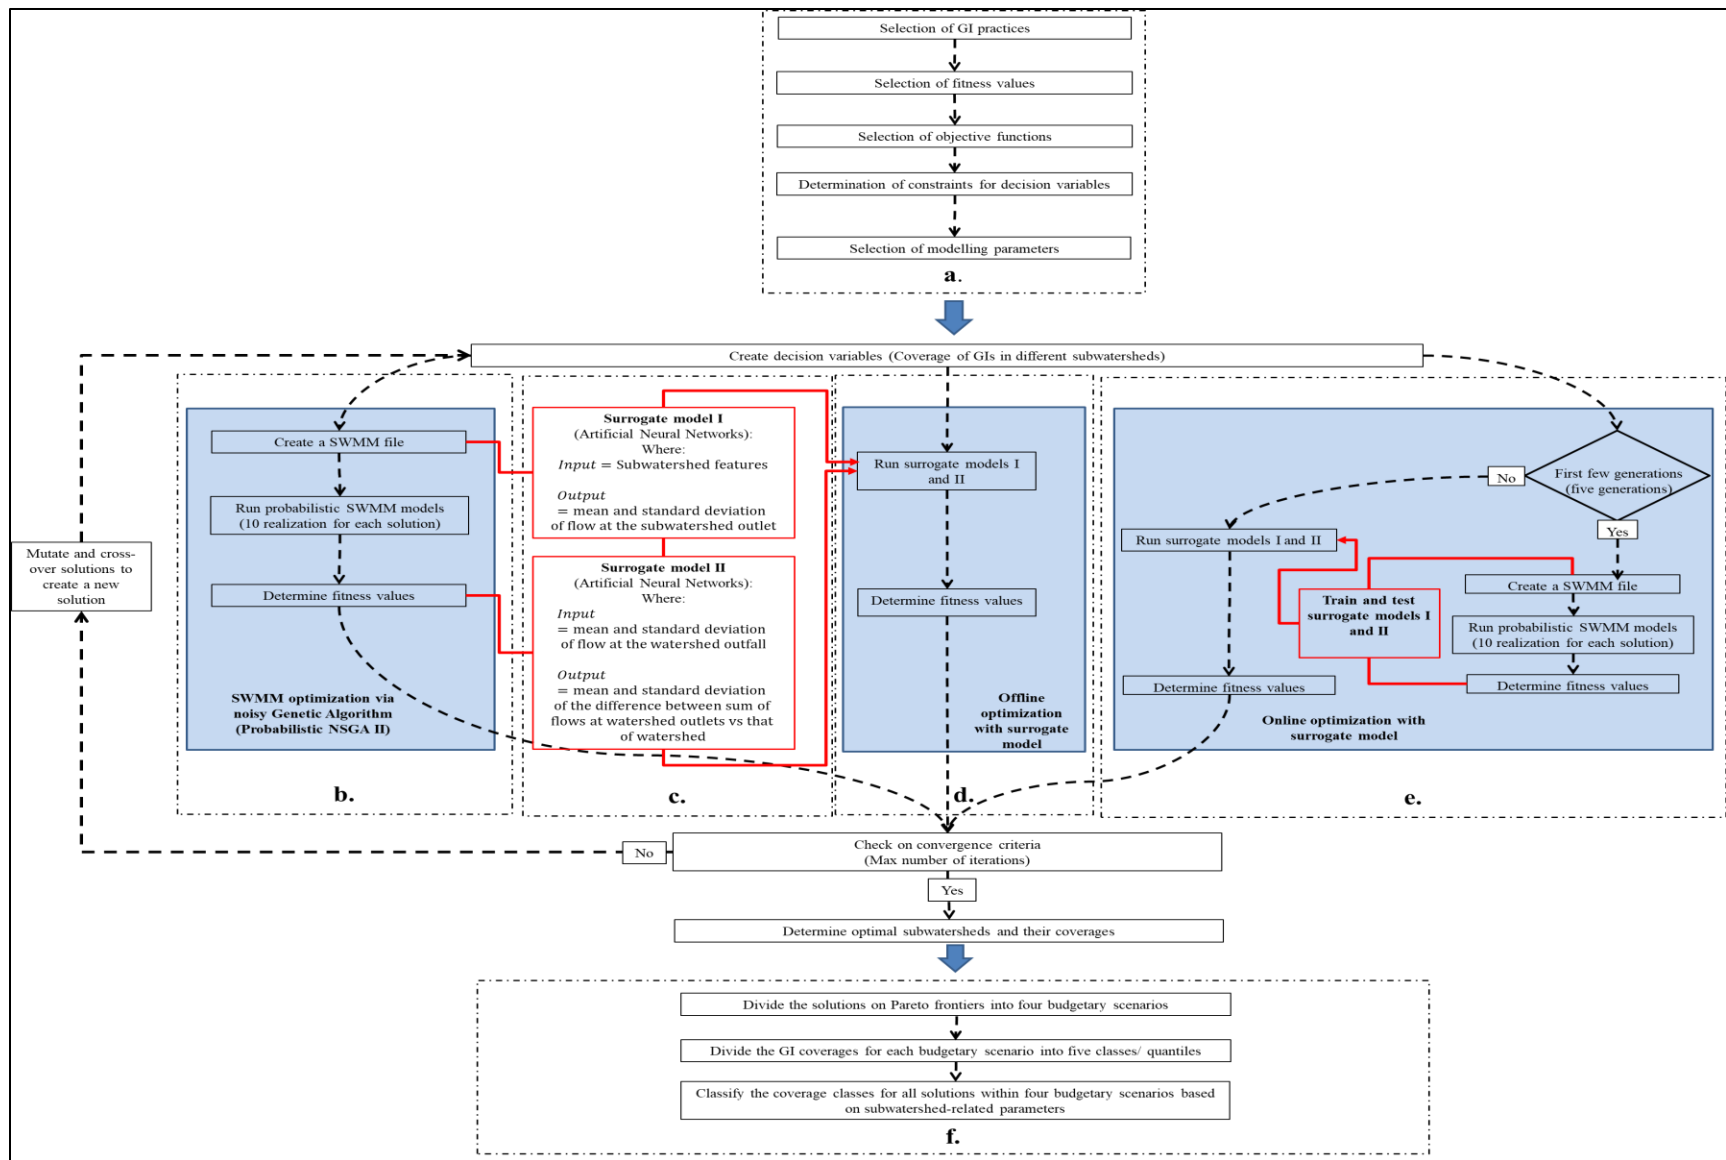 Selection of GI practices
Selection of fitness values
Selection of objective functions
Determination of constraints for decision variables
Selection of modelling parameters
a.
Create decision variables (Coverage of GIs in different subwatersheds)
Mutate and cross-
over solutions to
create a new
solution
Create a SWMM file
Run probabilistic SWMM models
(10 realization for each solution)
Determine fitness values
SWMM optimization via
noisy Genetic Algorithm
(Probabilistic NSGA II)
b.
Surrogate model I
(Artificial Neural Networks):
Where:
Input = Subwatershed features
Output
= mean and standard deviation
of flow at the subwatershed outlet
Surrogate model II
(Artificial Neural Networks):
Where:
Input
= mean and standard deviation
of flow at the watershed outfall
Output
= mean and standard deviation
of the difference between sum of
flows at watershed outlets vs that
of watershed
c.
Run surrogate models I
and II
Determine fitness values
Offline
optimization
with surrogate
model
d.
First few generations
(five generations)
No
Yes
Run surrogate models I and II
Determine fitness values
Train and test
surrogate models I
and II
Create a SWMM file
Run probabilistic SWMM models
(10 realization for each solution)
Determine fitness values
Online optimization with
surrogate model
e.
Check on convergence criteria
(Max number of iterations)
No
Yes
Determine optimal subwatersheds and their coverages
Divide the solutions on Pareto frontiers into four budgetary scenarios
Divide the GI coverages for each budgetary scenario into five classes/ quantiles
Classify the coverage classes for all solutions within four budgetary scenarios based
on subwatershed-related parameters
f.